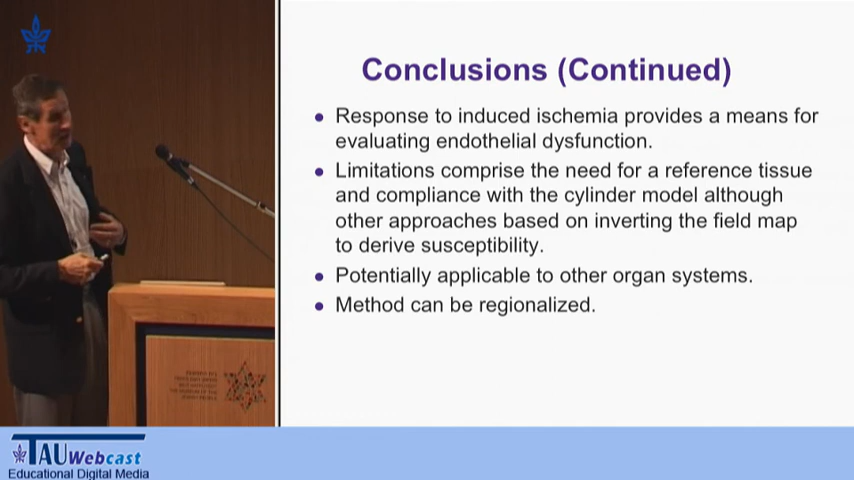 Conclusions (Continued)
• Response to induced ischemia provides a means for
evaluating endothelial dysfunction.
• Limitations comprise the need for a reference tissue
and compliance with the cylinder model although
other approaches based on inverting the field map
to derive susceptibility.
• Potentially applicable to other organ systems.
• Method can be regionalized.
TAU Webcast
Educational Digital Media